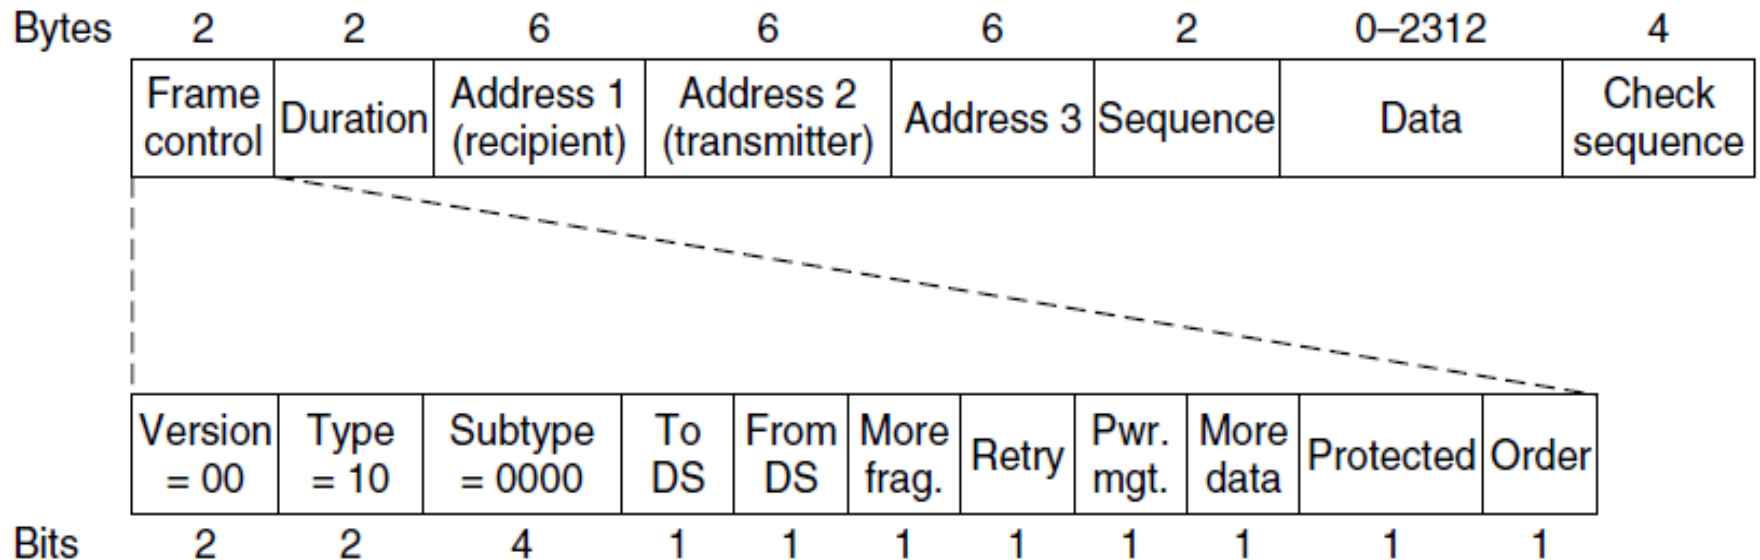 Bytes 2 2 6 6 6 2 0–2312 4
Frame control Duration Address 1 (recipient) Address 2 (transmitter) Address 3 Sequence Data Check sequence
Version = 00 Type = 10 Subtype = 0000 To DS From DS More frag. Retry Pwr. mgt. More data Protected Order
Bits 2 2 4 1 1 1 1 1 1 1 1